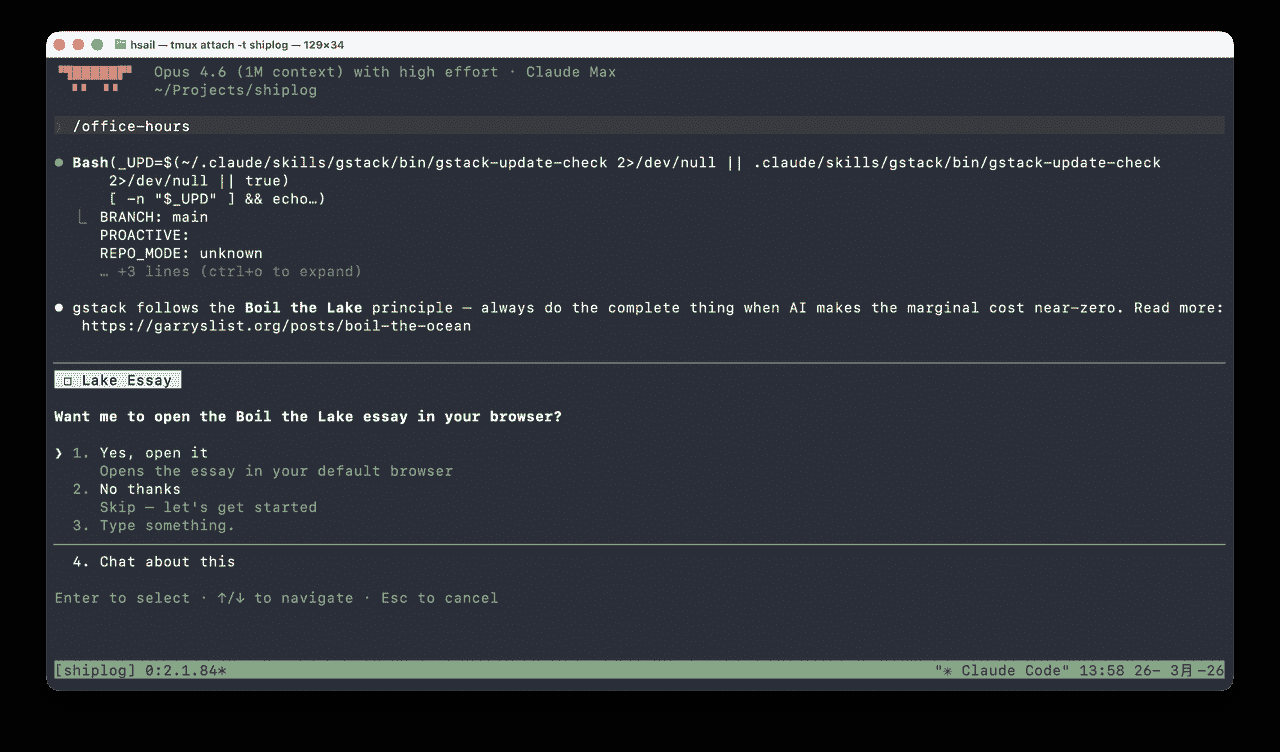 hsail — tmux attach -t shiplog — 129×34
Opus 4.6 (1M context) with high effort · Claude Max
~/Projects/shiplog
❯ /office-hours
● Bash(_UPD=$(~/.claude/skills/gstack/bin/gstack-update-check 2>/dev/null || .claude/skills/gstack/bin/gstack-update-check
2>/dev/null || true)
[ -n "$_UPD" ] && echo…)
⎿ BRANCH: main
PROACTIVE:
REPO_MODE: unknown
… +3 lines (ctrl+o to expand)
● gstack follows the Boil the Lake principle — always do the complete thing when AI makes the marginal cost near-zero. Read more:
https://garryslist.org/posts/boil-the-ocean
☐ Lake Essay
Want me to open the Boil the Lake essay in your browser?
❯ 1. Yes, open it
Opens the essay in your default browser
2. No thanks
Skip — let's get started
3. Type something.
4. Chat about this
Enter to select · ↑/↓ to navigate · Esc to cancel
[shiplog] 0:2.1.84* "✳ Claude Code" 13:58 26- 3月-26